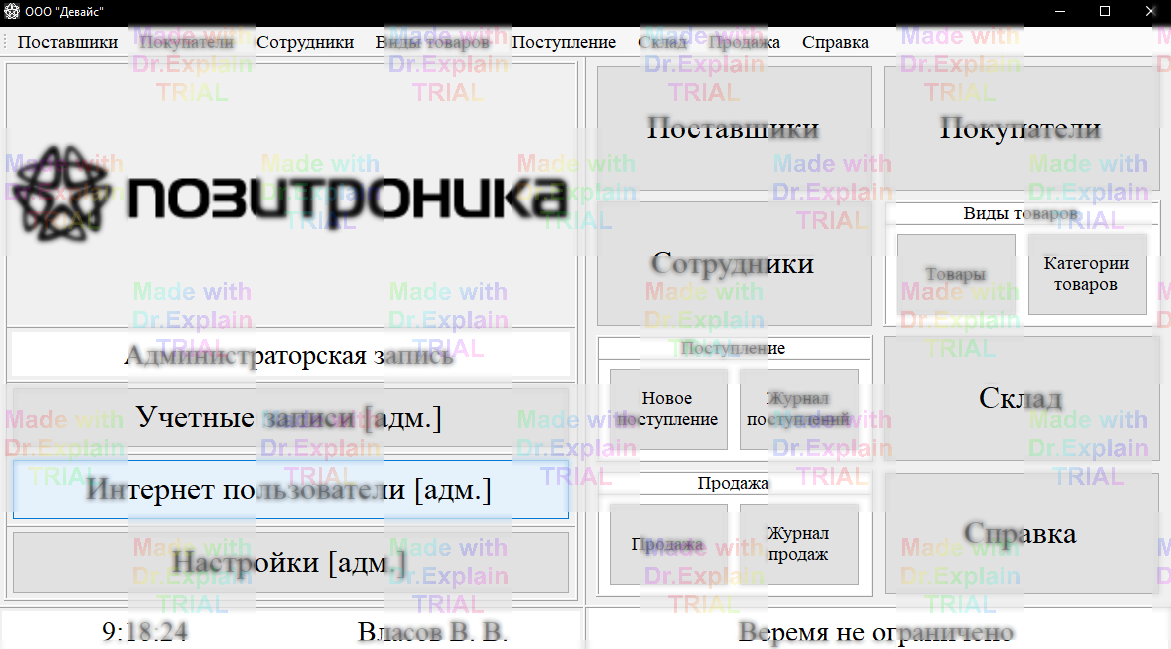 ООО "Девайс"
Поставщики Покупатели Сотрудники Виды товаров Поступление Склад Продажа Справка
позитроника
Администраторская запись
Учетные записи [адм.]
Интернет пользователи [адм.]
Настройки [адм.]
Поставщики
Покупатели
Сотрудники
Виды товаров
Товары
Категории
товаров
Поступление
Новое
поступление
Журнал
поступлений
Склад
Продажа
Продажа
Журнал
продаж
Справка
9:18:24
Власов В. В.
Веремя не ограничено
Made with
Dr.Explain
TRIAL